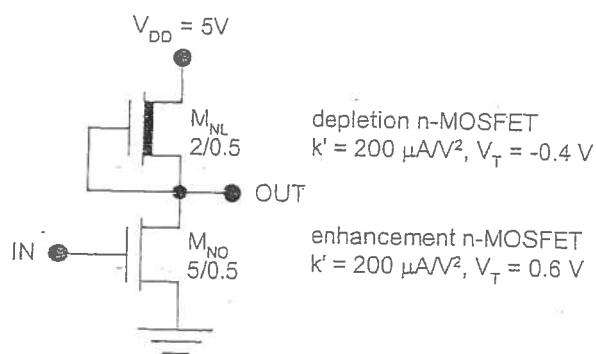 V_DD = 5V
M_NL
2/0.5
depletion n-MOSFET
k' = 200 μA/V², V_T = -0.4 V
OUT
IN
M_NO
5/0.5
enhancement n-MOSFET
k' = 200 μA/V², V_T = 0.6 V